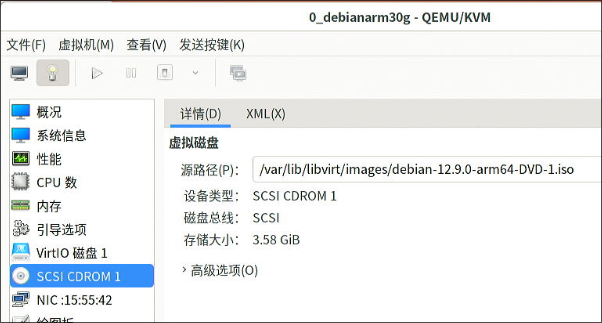 0_debianarm30g - QEMU/KVM
文件(F) 虚拟机(M) 查看(V) 发送按键(K)
概况
系统信息
性能
CPU 数
内存
引导选项
VirtIO 磁盘 1
SCSI CDROM 1
NIC :15:55:42
绘图板
详情(D) XML(X)
虚拟磁盘
源路径(P): /var/lib/libvirt/images/debian-12.9.0-arm64-DVD-1.iso
设备类型: SCSI CDROM 1
磁盘总线: SCSI
存储大小: 3.58 GiB
高级选项(O)